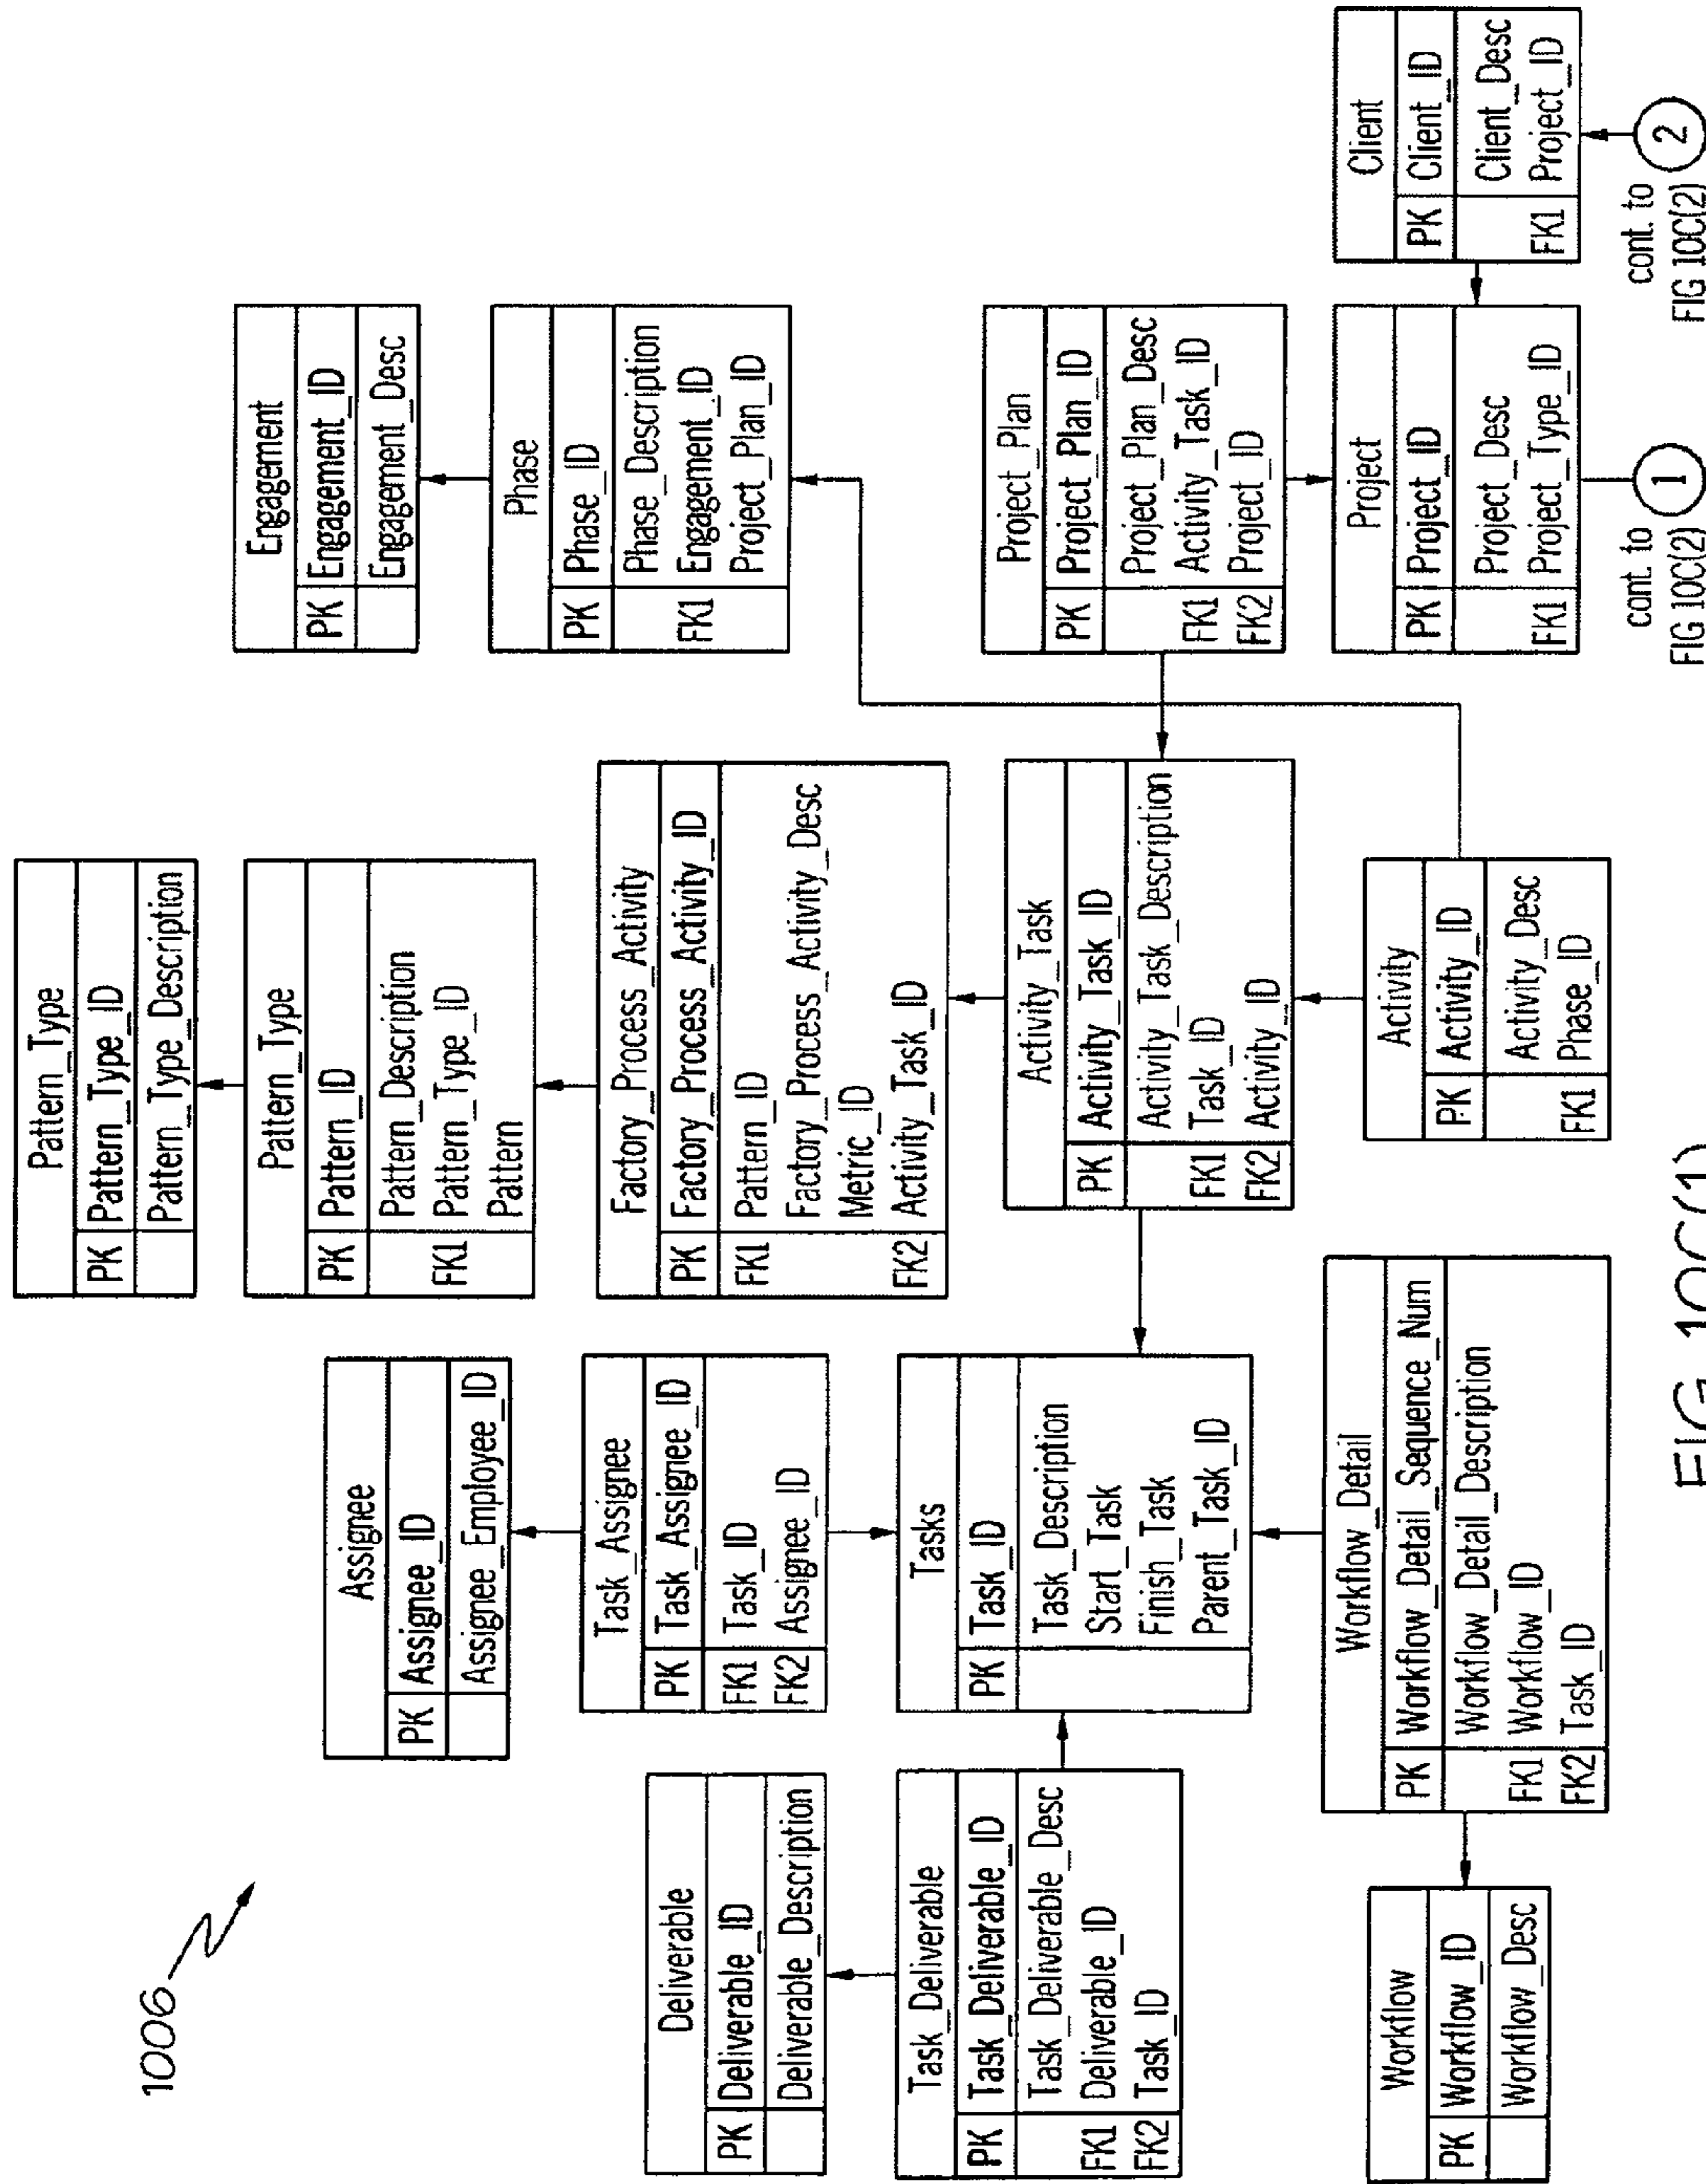 1006
Pattern_Type
PK Pattern_Type_ID
Pattern_Type_Description
Pattern_Type
PK Pattern_ID
Pattern_Description
FK1 Pattern_Type_ID
Pattern
Engagement
PK Engagement_ID
Engagement_Desc
Assignee
PK Assignee_ID
Assignee_Employee_ID
Phase
PK Phase_ID
Phase_Description
FK1 Engagement_ID
Project_Plan_ID
Task_Assignee
PK Task_Assignee_ID
FK1 Task_ID
FK2 Assignee_ID
Factory_Process_Activity
PK Factory_Process_Activity_ID
FK1 Pattern_ID
Factory_Process_Activity_Desc
Metric_ID
FK2 Activity_Task_ID
Deliverable
PK Deliverable_ID
Deliverable_Description
Task_Deliverable
PK Task_Deliverable_ID
Task_Deliverable_Desc
FK1 Deliverable_ID
FK2 Task_ID
Tasks
PK Task_ID
Task_Description
Start_Task
Finish_Task
Parent_Task_ID
Activity_Task
PK Activity_Task_ID
Activity_Task_Description
FK1 Task_ID
FK2 Activity_ID
Project_Plan
PK Project_Plan_ID
Project_Plan_Desc
FK1 Activity_Task_ID
FK2 Project_ID
Workflow
PK Workflow_ID
Workflow_Desc
Workflow_Detail
PK Workflow_Detail_Sequence_Num
Workflow_Detail_Description
FK1 Workflow_ID
FK2 Task_ID
Activity
PK Activity_ID
Activity_Desc
FK1 Phase_ID
Project
PK Project_ID
Project_Desc
FK1 Project_Type_ID
Client
PK Client_ID
Client_Desc
FK1 Project_ID
cont. to
FIG 10C(2) 1
cont. to
FIG 10C(2) 2
FIG 10C(1)